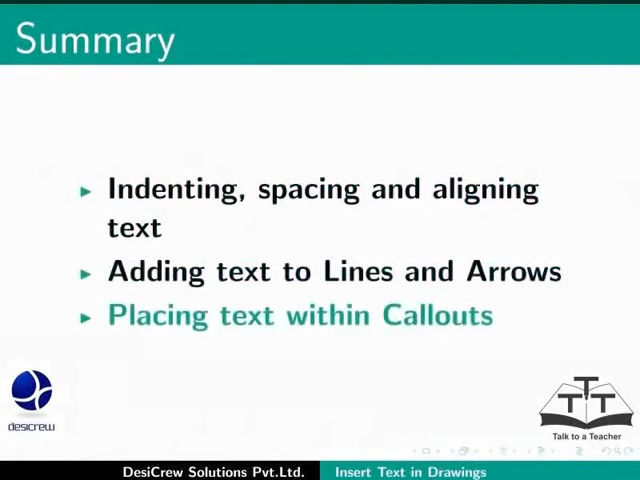 Summary
Indenting, spacing and aligning
text
Adding text to Lines and Arrows
Placing text within Callouts
desicrew
TTT
Talk to a Teacher
DesiCrew Solutions Pvt.Ltd. Insert Text in Drawings